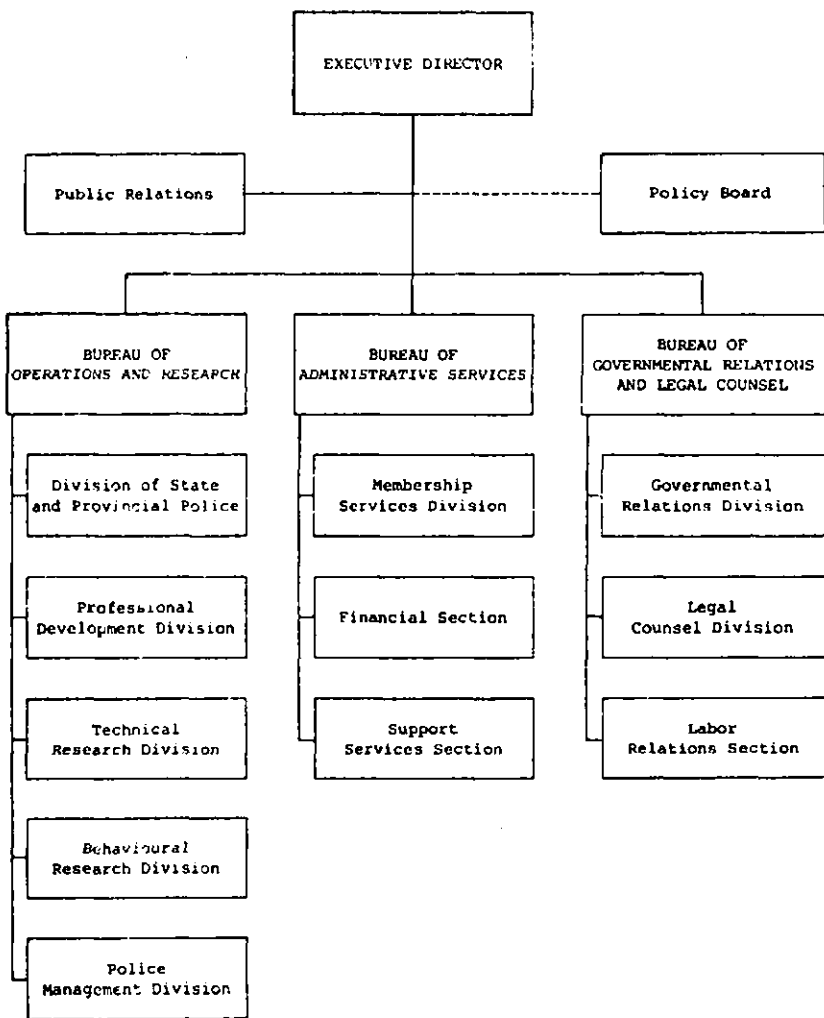 EXECUTIVE DIRECTOR
Public Relations
Policy Board
BUREAU OF
OPERATIONS AND RESEARCH
BUREAU OF
ADMINISTRATIVE SERVICES
BUREAU OF
GOVERNMENTAL RELATIONS
AND LEGAL COUNSEL
Division of State
and Provincial Police
Membership
Services Division
Governmental
Relations Division
Professional
Development Division
Financial Section
Legal
Counsel Division
Technical
Research Division
Support
Services Section
Labor
Relations Section
Behavioural
Research Division
Police
Management Division